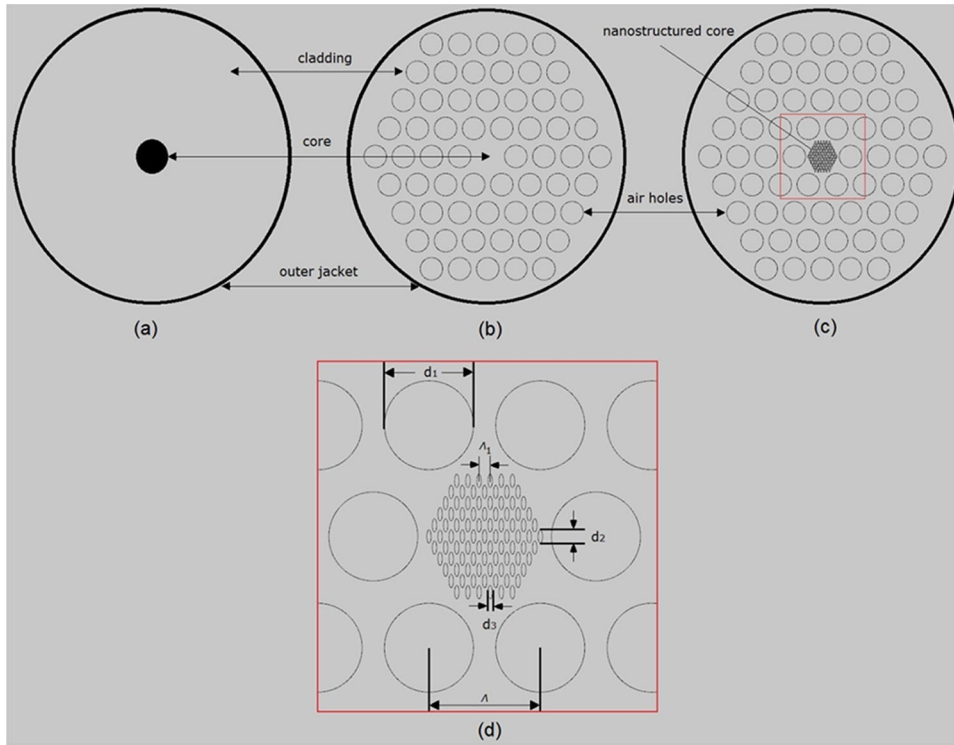 nanostructured core
cladding
core
air holes
outer jacket
(a)
(b)
(c)
d₁
Λ₁
d₂
d₃
Λ
(d)